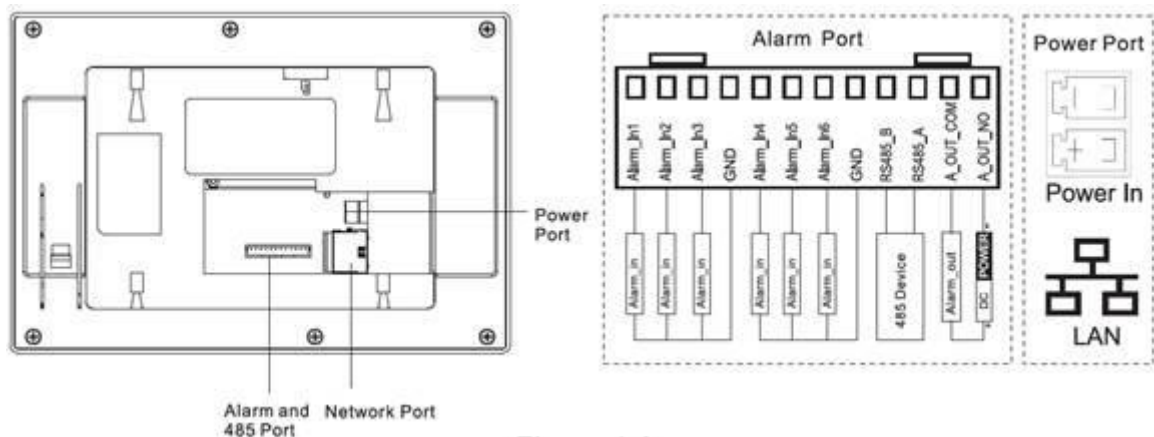 Power
Port
Alarm and
485 Port
Network Port
Alarm Port
Alarm_In1
Alarm_In2
Alarm_In3
GND
Alarm_In4
Alarm_In5
Alarm_In6
GND
RS485_B
RS485_A
A_OUT_COM
A_OUT_NO
Alarm_in
Alarm_in
Alarm_in
Alarm_in
Alarm_in
Alarm_in
485 Device
Alarm_out
DC POWER
Power Port
Power In
LAN